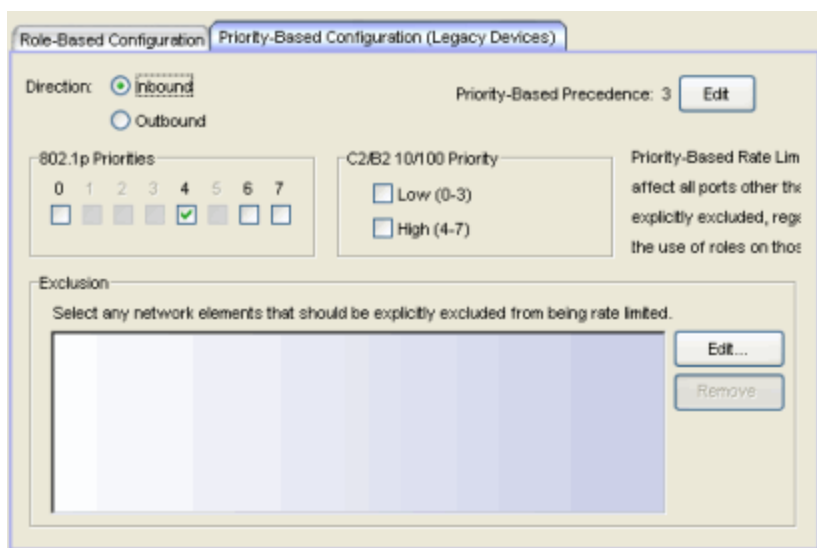 Role-Based Configuration Priority-Based Configuration (Legacy Devices)
Direction: Inbound
Priority-Based Precedence: 3 Edit
Outbound
802.1p Priorities
0 1 2 3 4 5 6 7
C2/B2 10/100 Priority
Low (0-3)
High (4-7)
Priority-Based Rate Lim
affect all ports other the
explicitly excluded, rega
the use of roles on thos
Exclusion
Select any network elements that should be explicitly excluded from being rate limited.
Edit...
Remove